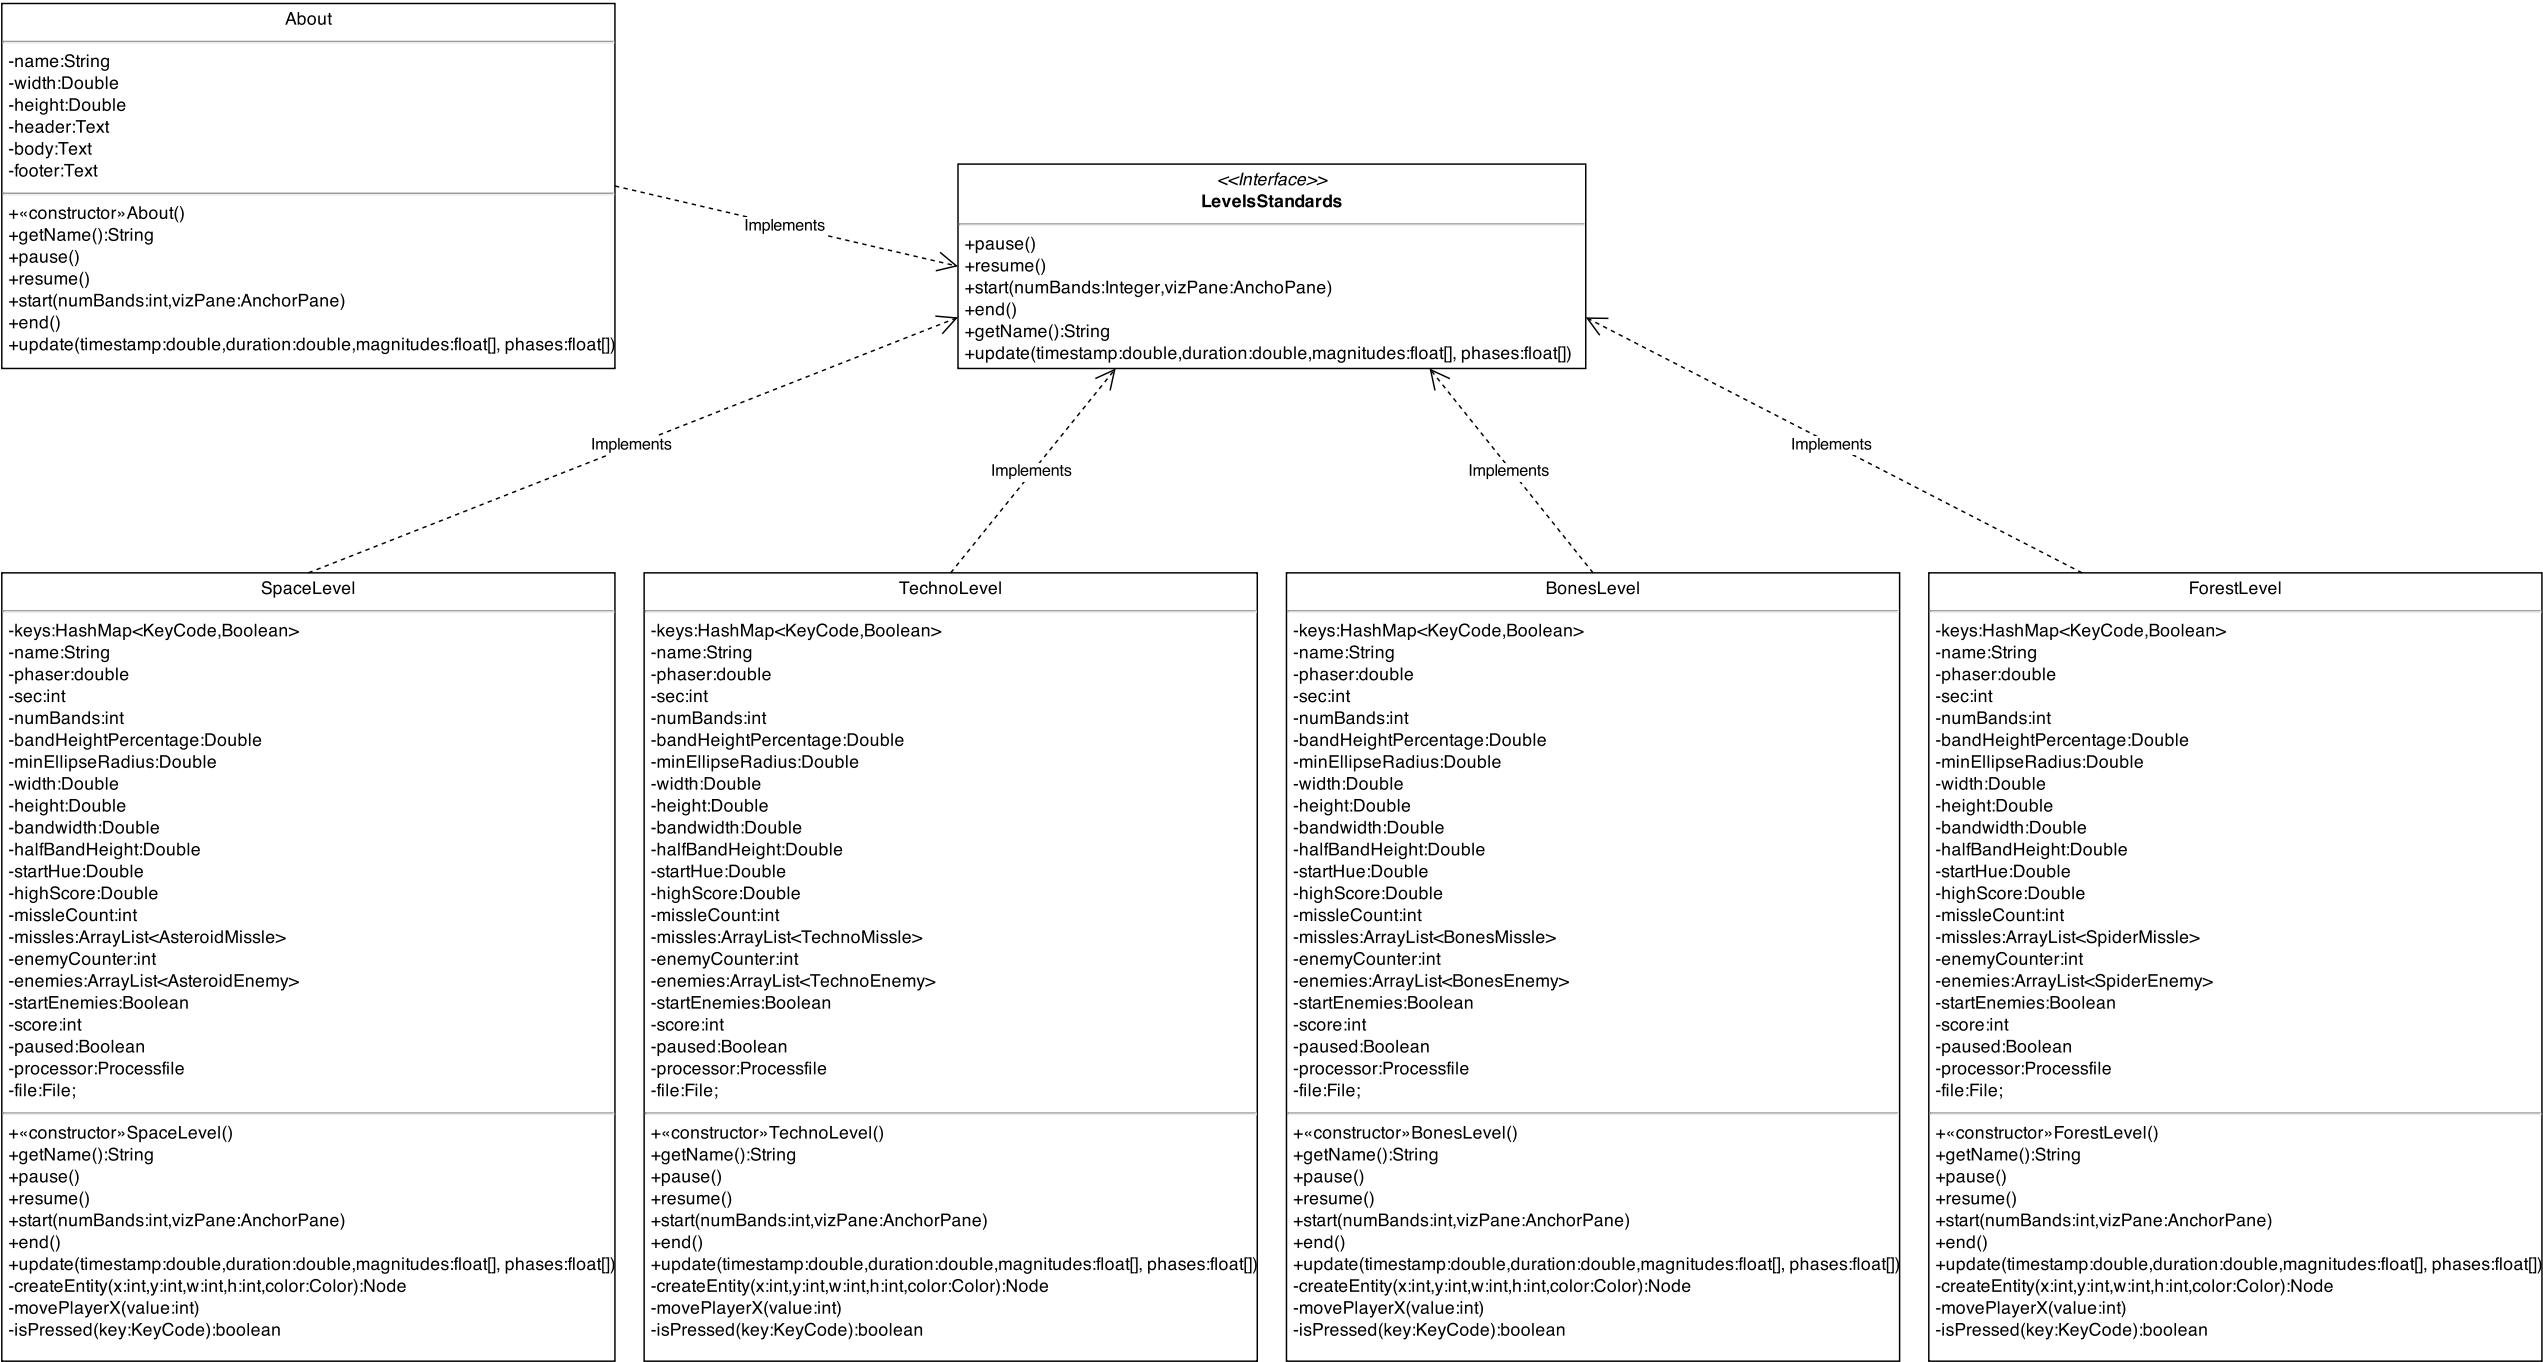 About
-name:String
-width:Double
-height:Double
-header:Text
-body:Text
-footer:Text
+«constructor»About()
+getName():String
+pause()
+resume()
+start(numBands:int,vizPane:AnchorPane)
+end()
+update(timestamp:double,duration:double,magnitudes:float[], phases:float[])
Implements
<<Interface>>
LevelsStandards
+pause()
+resume()
+start(numBands:Integer,vizPane:AnchoPane)
+end()
+getName():String
+update(timestamp:double,duration:double,magnitudes:float[], phases:float[])
Implements
Implements
Implements
Implements
SpaceLevel
-keys:HashMap<KeyCode,Boolean>
-name:String
-phaser:double
-sec:int
-numBands:int
-bandHeightPercentage:Double
-minEllipseRadius:Double
-width:Double
-height:Double
-bandwidth:Double
-halfBandHeight:Double
-startHue:Double
-highScore:Double
-missleCount:int
-missles:ArrayList<AsteroidMissle>
-enemyCounter:int
-enemies:ArrayList<AsteroidEnemy>
-startEnemies:Boolean
-score:int
-paused:Boolean
-processor:Processfile
-file:File;
+«constructor»SpaceLevel()
+getName():String
+pause()
+resume()
+start(numBands:int,vizPane:AnchorPane)
+end()
+update(timestamp:double,duration:double,magnitudes:float[], phases:float[])
-createEntity(x:int,y:int,w:int,h:int,color:Color):Node
-movePlayerX(value:int)
-isPressed(key:KeyCode):boolean
TechnoLevel
-keys:HashMap<KeyCode,Boolean>
-name:String
-phaser:double
-sec:int
-numBands:int
-bandHeightPercentage:Double
-minEllipseRadius:Double
-width:Double
-height:Double
-bandwidth:Double
-halfBandHeight:Double
-startHue:Double
-highScore:Double
-missleCount:int
-missles:ArrayList<TechnoMissle>
-enemyCounter:int
-enemies:ArrayList<TechnoEnemy>
-startEnemies:Boolean
-score:int
-paused:Boolean
-processor:Processfile
-file:File;
+«constructor»TechnoLevel()
+getName():String
+pause()
+resume()
+start(numBands:int,vizPane:AnchorPane)
+end()
+update(timestamp:double,duration:double,magnitudes:float[], phases:float[])
-createEntity(x:int,y:int,w:int,h:int,color:Color):Node
-movePlayerX(value:int)
-isPressed(key:KeyCode):boolean
BonesLevel
-keys:HashMap<KeyCode,Boolean>
-name:String
-phaser:double
-sec:int
-numBands:int
-bandHeightPercentage:Double
-minEllipseRadius:Double
-width:Double
-height:Double
-bandwidth:Double
-halfBandHeight:Double
-startHue:Double
-highScore:Double
-missleCount:int
-missles:ArrayList<BonesMissle>
-enemyCounter:int
-enemies:ArrayList<BonesEnemy>
-startEnemies:Boolean
-score:int
-paused:Boolean
-processor:Processfile
-file:File;
+«constructor»BonesLevel()
+getName():String
+pause()
+resume()
+start(numBands:int,vizPane:AnchorPane)
+end()
+update(timestamp:double,duration:double,magnitudes:float[], phases:float[])
-createEntity(x:int,y:int,w:int,h:int,color:Color):Node
-movePlayerX(value:int)
-isPressed(key:KeyCode):boolean
ForestLevel
-keys:HashMap<KeyCode,Boolean>
-name:String
-phaser:double
-sec:int
-numBands:int
-bandHeightPercentage:Double
-minEllipseRadius:Double
-width:Double
-height:Double
-bandwidth:Double
-halfBandHeight:Double
-startHue:Double
-highScore:Double
-missleCount:int
-missles:ArrayList<SpiderMissle>
-enemyCounter:int
-enemies:ArrayList<SpiderEnemy>
-startEnemies:Boolean
-score:int
-paused:Boolean
-processor:Processfile
-file:File;
+«constructor»ForestLevel()
+getName():String
+pause()
+resume()
+start(numBands:int,vizPane:AnchorPane)
+end()
+update(timestamp:double,duration:double,magnitudes:float[], phases:float[])
-createEntity(x:int,y:int,w:int,h:int,color:Color):Node
-movePlayerX(value:int)
-isPressed(key:KeyCode):boolean